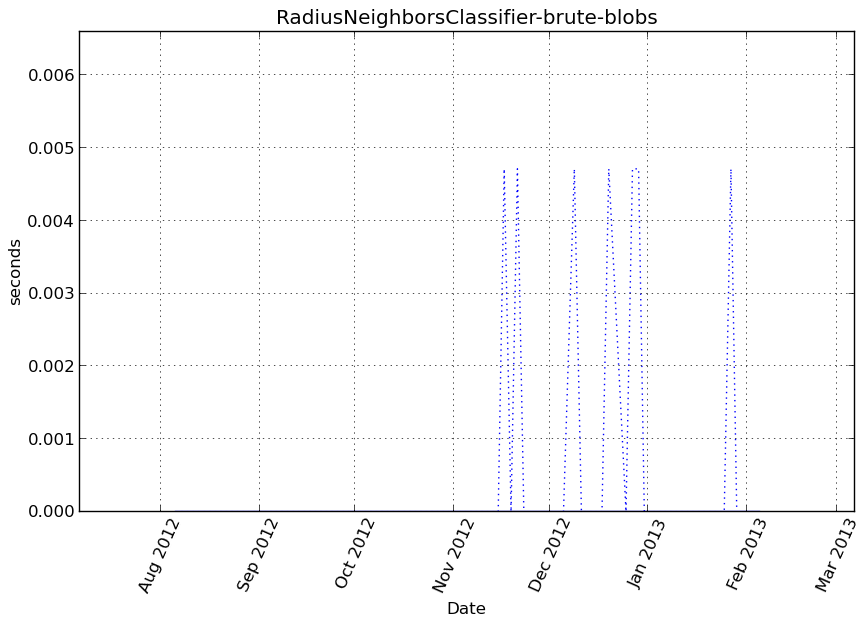 RadiusNeighborsClassifier-brute-blobs
0.006
0.005
0.004
0.003
0.002
0.001
0.000
seconds
Aug 2012
Sep 2012
Oct 2012
Nov 2012
Dec 2012
Jan 2013
Feb 2013
Mar 2013
Date